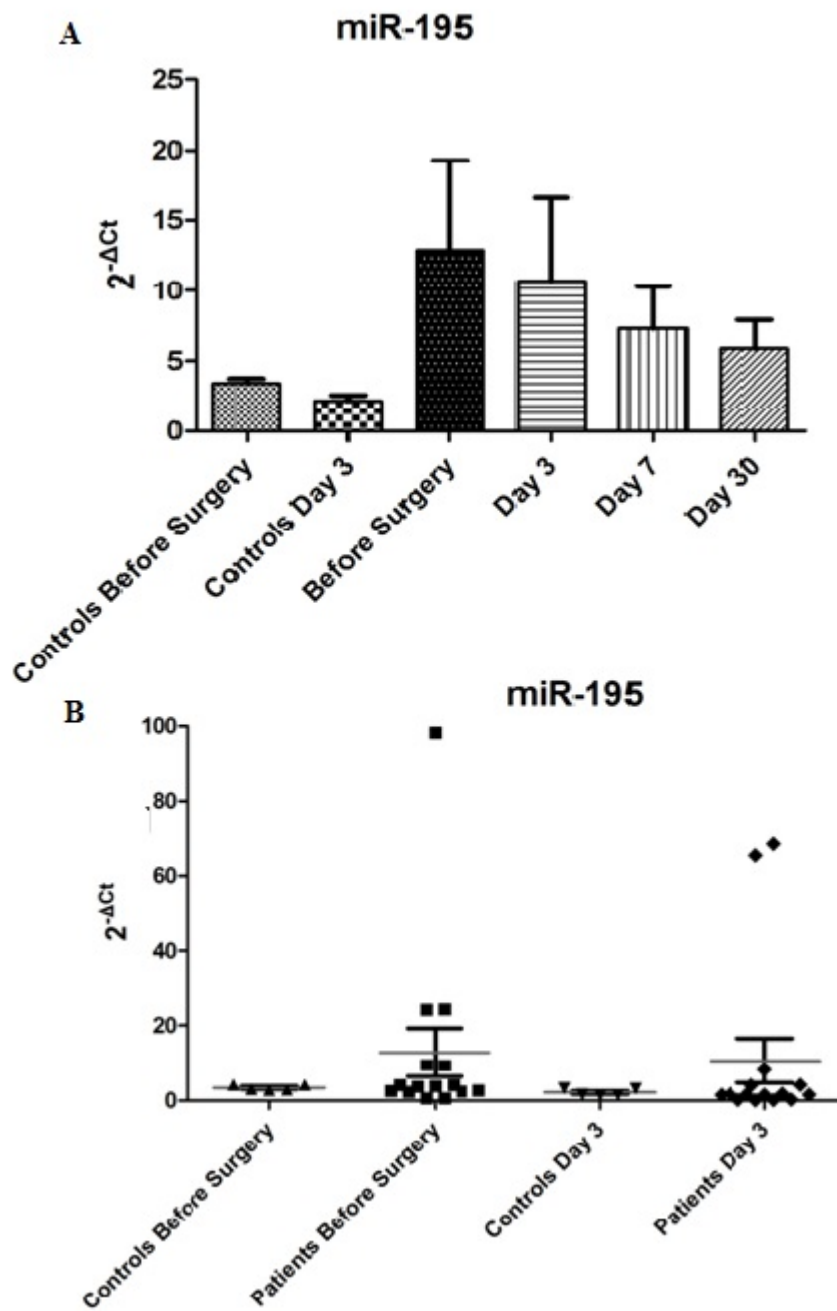 A
miR-195
25
20
15
10
5
0
2-ΔCt
Controls Before Surgery
Controls Day 3
Before Surgery
Day 3
Day 7
Day 30
B
miR-195
100
80
60
40
20
0
2-ΔCt
Controls Before Surgery
Patients Before Surgery
Controls Day 3
Patients Day 3